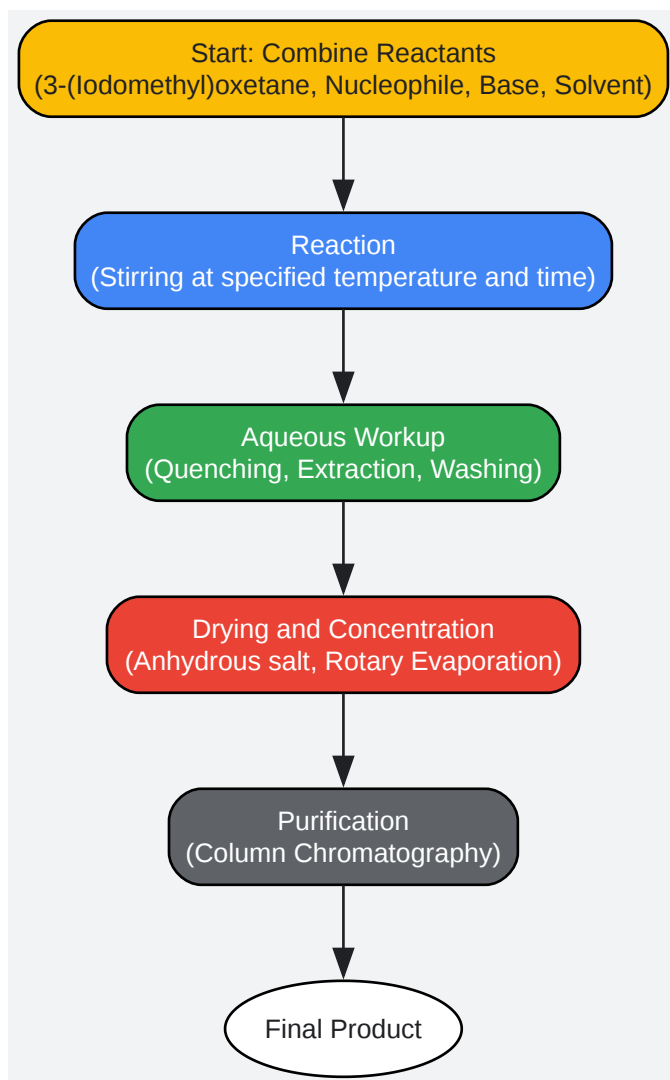 Start: Combine Reactants
(3-(Iodomethyl)oxetane, Nucleophile, Base, Solvent)
Reaction
(Stirring at specified temperature and time)
Aqueous Workup
(Quenching, Extraction, Washing)
Drying and Concentration
(Anhydrous salt, Rotary Evaporation)
Purification
(Column Chromatography)
Final Product